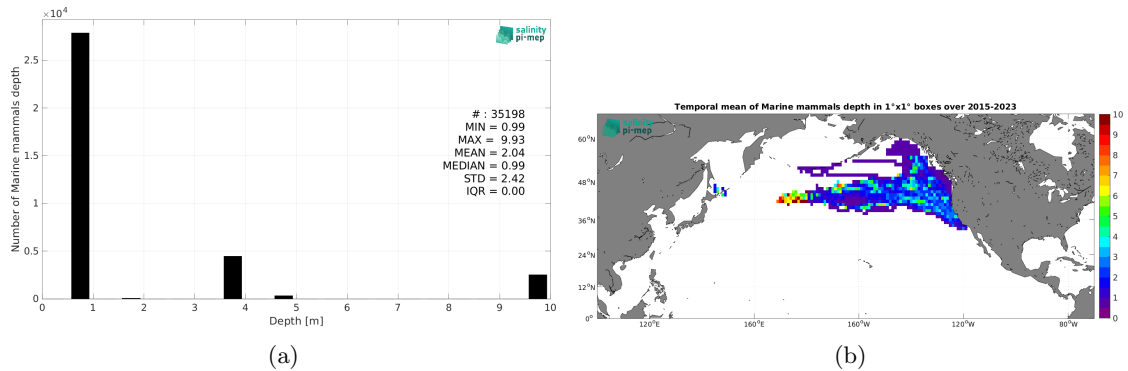 ×10⁴
salinity
pi-mep
Number of Marine mammals depth
2.5
2
1.5
1
0.5
0
# : 35198
MIN = 0.99
MAX = 9.93
MEAN = 2.04
MEDIAN = 0.99
STD = 2.42
IQR = 0.00
0 1 2 3 4 5 6 7 8 9 10
Depth [m]
(a)
Temporal mean of Marine mammals depth in 1°x1° boxes over 2015-2023
salinity
pi-mep
60°N
48°N
36°N
24°N
12°N
0°
120°E 160°E 160°W 120°W 80°W
10
9
8
7
6
5
4
3
2
1
0
(b)